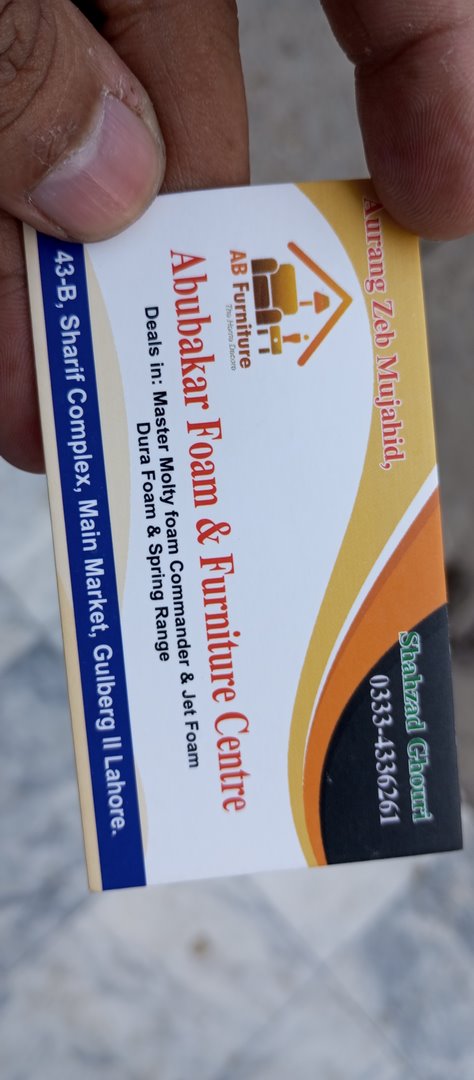 Aurang Zeb Mujahid,
Shahzad Ghouri
0333-4336261
AB Furniture
The Home Decore
Abubakar Foam & Furniture Centre
Deals in: Master Molty foam Commander & Jet Foam
Dura Foam & Spring Range
43-B, Sharif Complex, Main Market, Gulberg II Lahore.